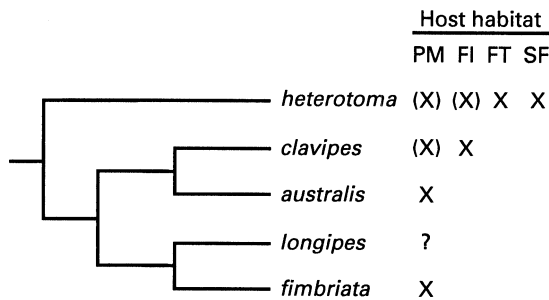 Host habitat
PM FI FT SF
heterotoma (X) (X) X X
clavipes (X) X
australis X
longipes ?
fimbriata X